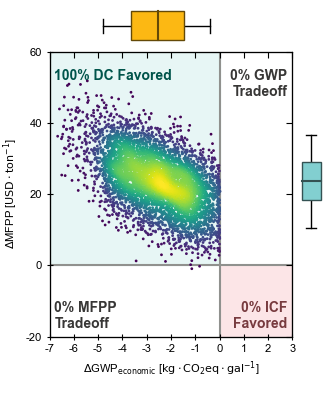 60
100% DC Favored
0% GWP
Tradeoff
40
20
0
-20
ΔMFPP [USD · ton⁻¹]
0% MFPP
Tradeoff
0% ICF
Favored
-7 -6 -5 -4 -3 -2 -1 0 1 2 3
ΔGWP_economic [kg · CO₂eq · gal⁻¹]